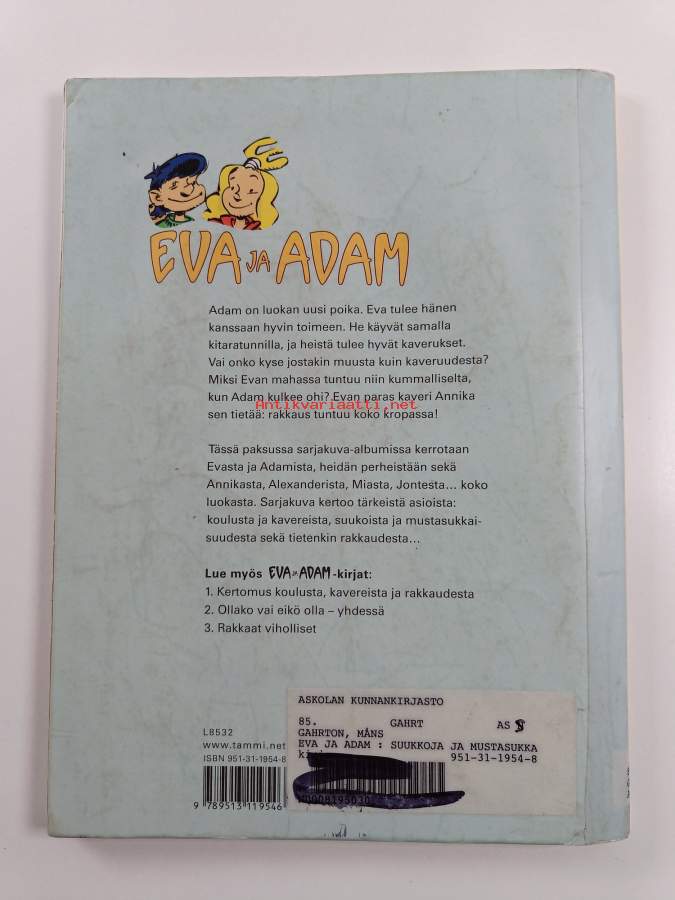 EVA JA ADAM
Adam on luokan uusi poika. Eva tulee hänen
kanssaan hyvin toimeen. He käyvät samalla
kitaratunnilla, ja heistä tulee hyvät kaverukset.
Vai onko kyse jostakin muusta kuin kaveruudesta?
Miksi Evan mahassa tuntuu niin kummalliselta,
kun Adam kulkee ohi? Evan paras kaveri Annika
Antikvariaatti.net
sen tietää: rakkaus tuntuu koko kropassa!
Tässä paksussa sarjakuva-albumissa kerrotaan
Evasta ja Adamista, heidän perheistään sekä
Annikasta, Alexanderista, Miasta, Jontesta... koko
luokasta. Sarjakuva kertoo tärkeistä asioista:
koulusta ja kavereista, suukoista ja mustasukkai-
suudesta sekä tietenkin rakkaudesta...
Lue myös EVA JA ADAM -kirjat:
1. Kertomus koulusta, kavereista ja rakkaudesta
2. Ollako vai eikö olla – yhdessä
3. Rakkaat viholliset
L8532
www.tammi.net
ISBN 951-31-1954-8
9 789513 119546
ASKOLAN KUNNANKIRJASTO
85. GAHRT AS
GAHRTON, MÅNS
EVA JA ADAM : SUUKKOJA JA MUSTASUKKA
951-31-1954-8